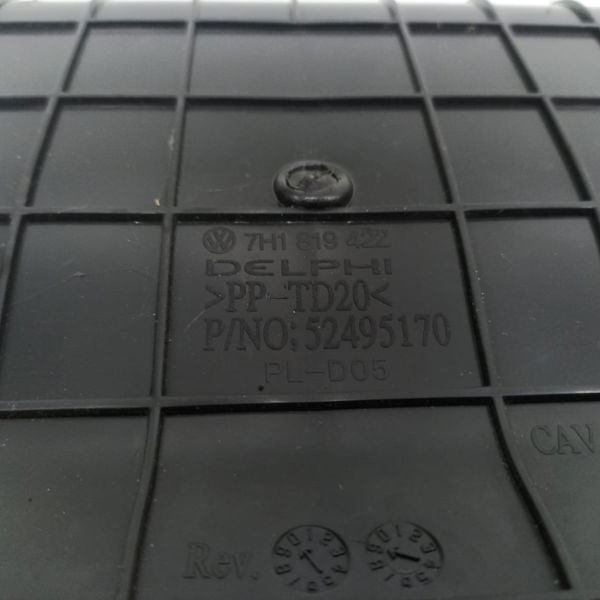 7H1 819 422
DELPHI
>PP-TD20<
P/NO; 52495170
PL-D05
CAV
Rev.